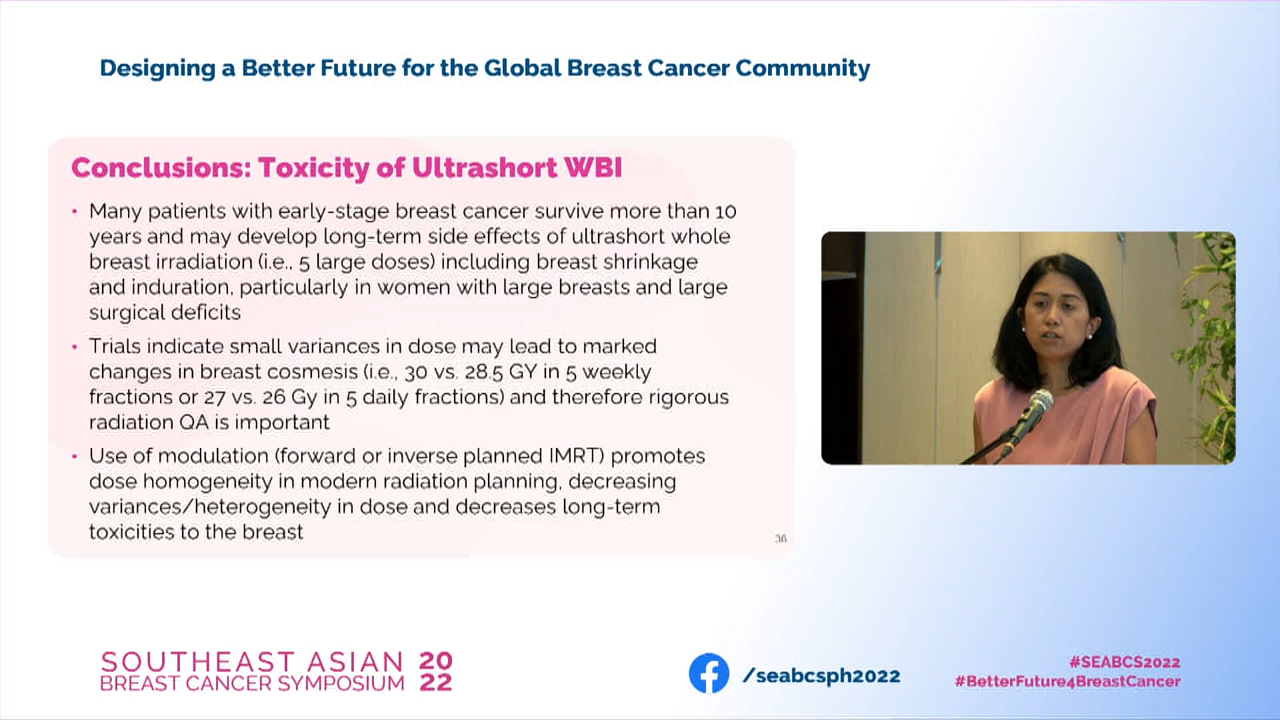 Designing a Better Future for the Global Breast Cancer Community
Conclusions: Toxicity of Ultrashort WBI
• Many patients with early-stage breast cancer survive more than 10
years and may develop long-term side effects of ultrashort whole
breast irradiation (i.e., 5 large doses) including breast shrinkage
and induration, particularly in women with large breasts and large
surgical deficits
• Trials indicate small variances in dose may lead to marked
changes in breast cosmesis (i.e., 30 vs. 28.5 GY in 5 weekly
fractions or 27 vs. 26 Gy in 5 daily fractions) and therefore rigorous
radiation QA is important
• Use of modulation (forward or inverse planned IMRT) promotes
dose homogeneity in modern radiation planning, decreasing
variances/heterogeneity in dose and decreases long-term
toxicities to the breast
36
SOUTHEAST ASIAN 20
BREAST CANCER SYMPOSIUM 22
/seabcsph2022
#SEABCS2022
#BetterFuture4BreastCancer